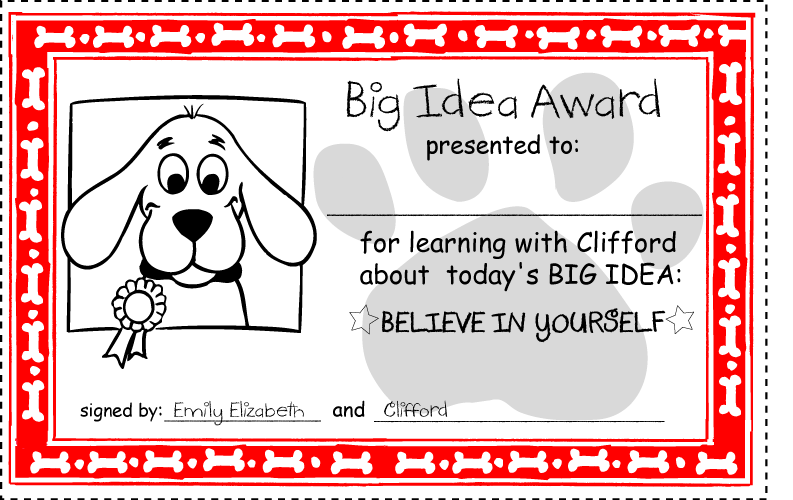 Big Idea Award
presented to:
for learning with Clifford
about today's BIG IDEA:
BELIEVE IN YOURSELF
signed by: Emily Elizabeth and Clifford